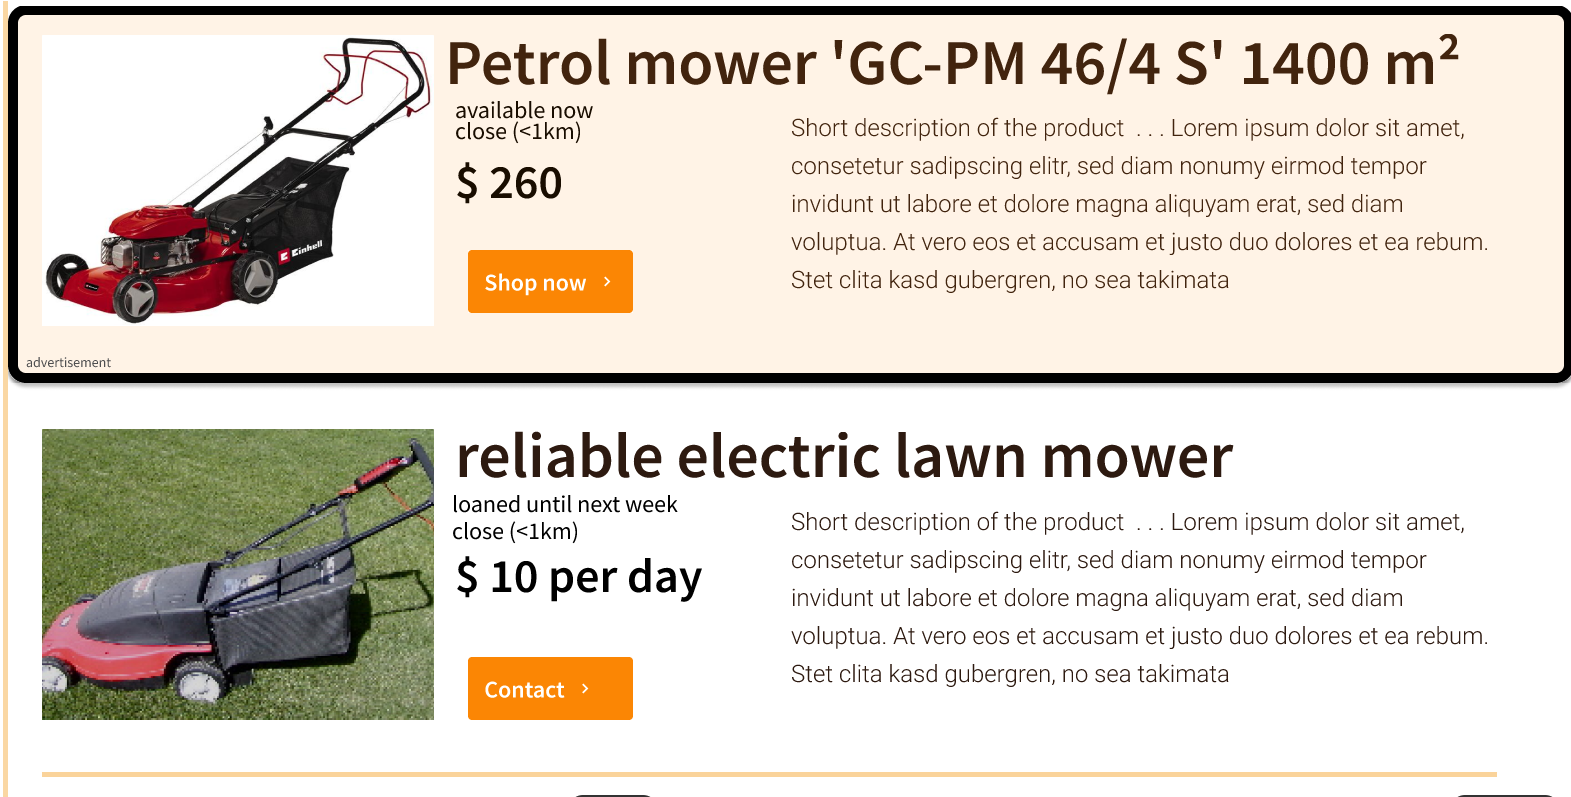 Petrol mower 'GC-PM 46/4 S' 1400 m²
available now
close (<1km)
$ 260
Shop now
Short description of the product . . . Lorem ipsum dolor sit amet,
consetetur sadipscing elitr, sed diam nonumy eirmod tempor
invidunt ut labore et dolore magna aliquyam erat, sed diam
voluptua. At vero eos et accusam et justo duo dolores et ea rebum.
Stet clita kasd gubergren, no sea takimata
Einhell
advertisement
reliable electric lawn mower
loaned until next week
close (<1km)
$ 10 per day
Contact
Short description of the product . . . Lorem ipsum dolor sit amet,
consetetur sadipscing elitr, sed diam nonumy eirmod tempor
invidunt ut labore et dolore magna aliquyam erat, sed diam
voluptua. At vero eos et accusam et justo duo dolores et ea rebum.
Stet clita kasd gubergren, no sea takimata